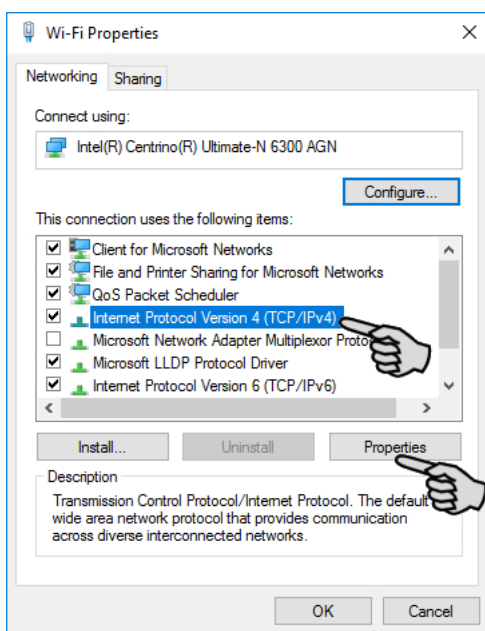 Wi-Fi Properties
Networking Sharing
Connect using:
Intel(R) Centrino(R) Ultimate-N 6300 AGN
Configure...
This connection uses the following items:
Client for Microsoft Networks
File and Printer Sharing for Microsoft Networks
QoS Packet Scheduler
Internet Protocol Version 4 (TCP/IPv4)
Microsoft Network Adapter Multiplexor Proto
Microsoft LLDP Protocol Driver
Internet Protocol Version 6 (TCP/IPv6)
Install... Uninstall Properties
Description
Transmission Control Protocol/Internet Protocol. The default
wide area network protocol that provides communication
across diverse interconnected networks.
OK Cancel